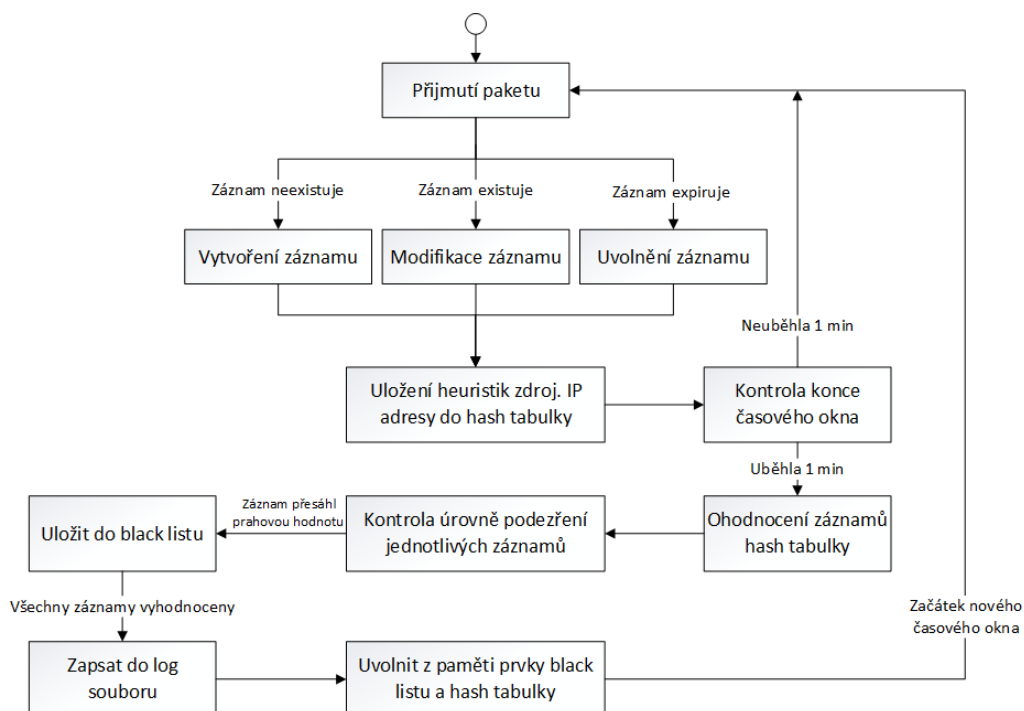 Přijmutí paketu
Záznam neexistuje
Záznam existuje
Záznam expiruje
Vytvoření záznamu
Modifikace záznamu
Uvolnění záznamu
Neuběhla 1 min
Uložení heuristik zdroj. IP
adresy do hash tabulky
Kontrola konce
časového okna
Uběhla 1 min
Uložit do black listu
Záznam přesáhl
prahovou hodnotu
Kontrola úrovně podezření
jednotlivých záznamů
Ohodnocení záznamů
hash tabulky
Všechny záznamy vyhodnoceny
Začátek nového
časového okna
Zapsat do log
souboru
Uvolnit z paměti prvky black
listu a hash tabulky